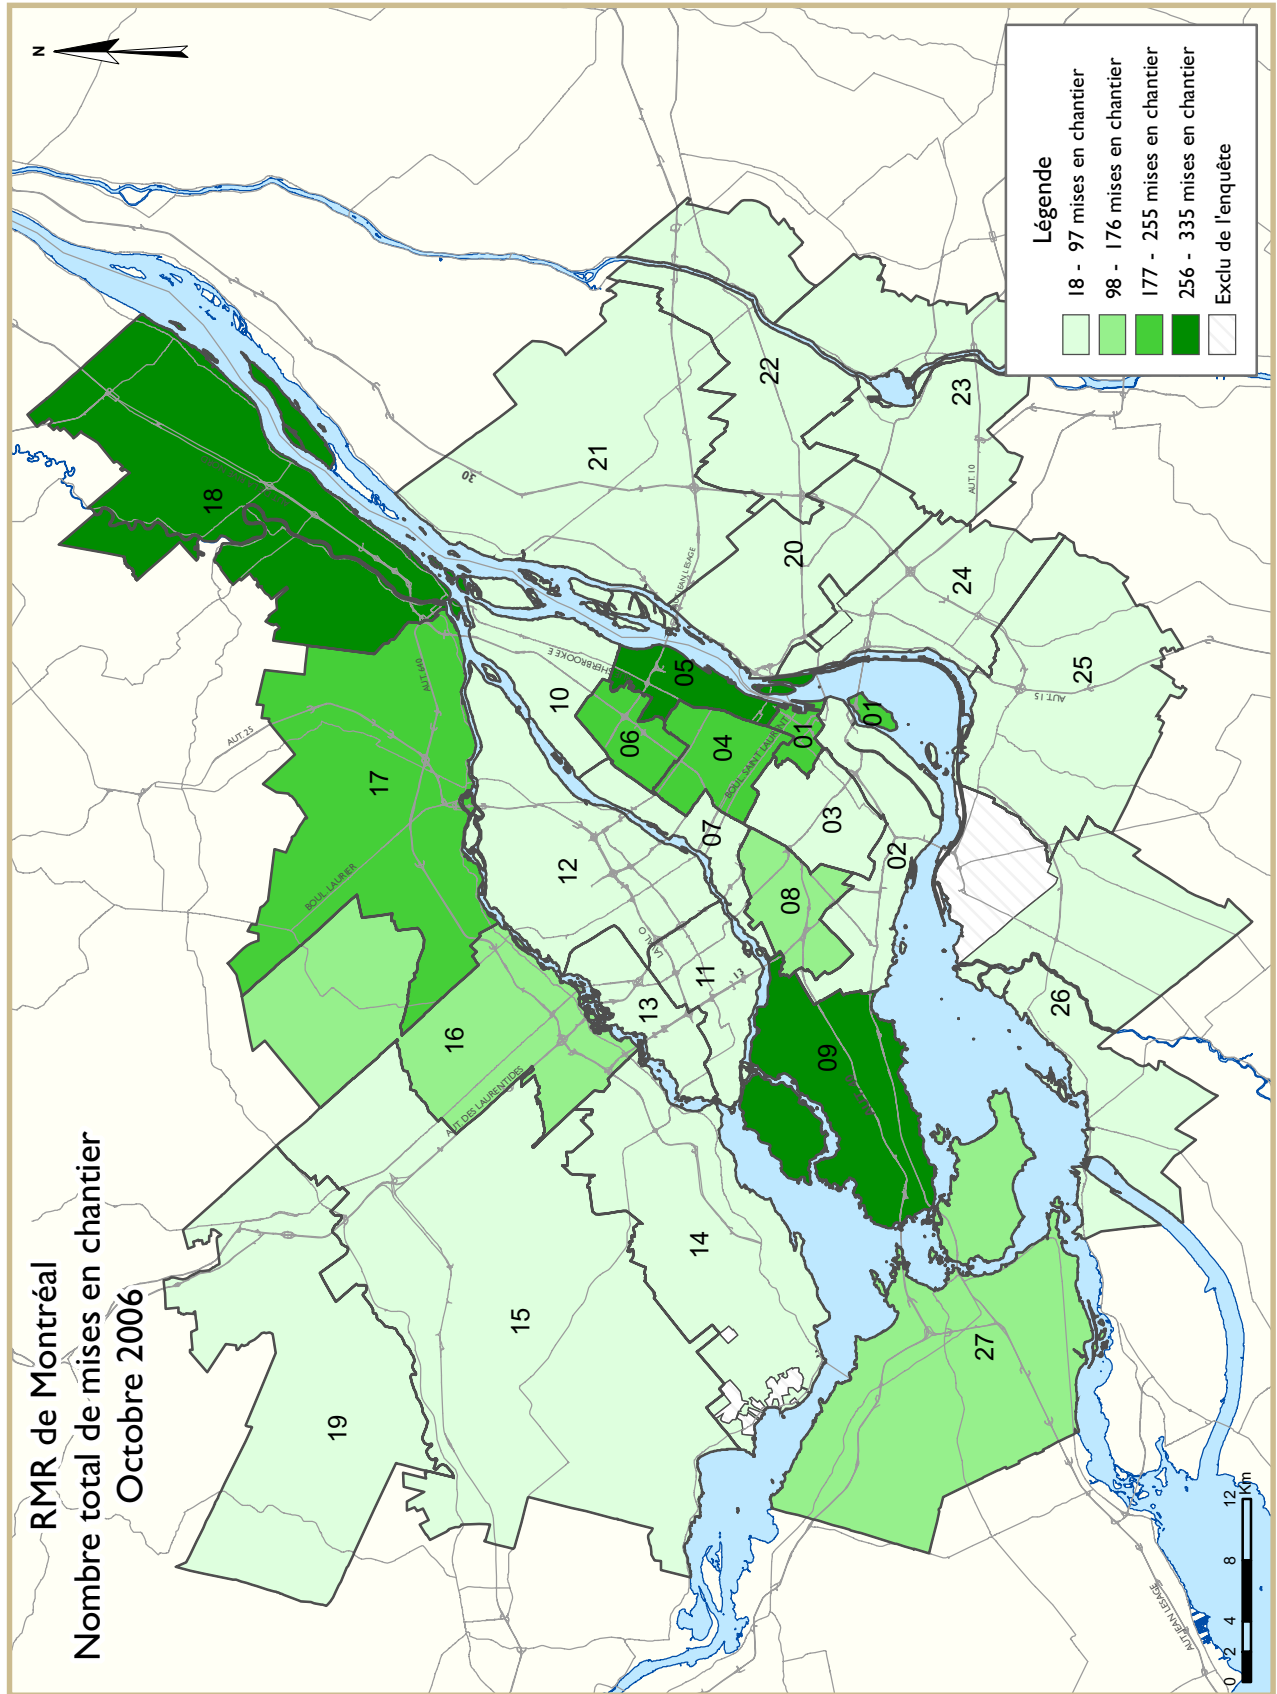 RMR de Montréal
Nombre total de mises en chantier
Octobre 2006
N
Légende
18 - 97 mises en chantier
98 - 176 mises en chantier
177 - 255 mises en chantier
256 - 335 mises en chantier
Exclu de l'enquête
18
17
16
19
15
14
13
12
11
10
21
22
23
20
24
25
26
27
09
08
07
06
05
04
03
02
01
01
AUT. 25
AUT. 640
BOUL. LAURIER
AUT DES LAURENTIDES
SHERBROOKE E
BOUL. SAINT LAURENT
13
30
AUT. 10
AUT. 15
AUT. JEAN LESAGE
0 2 4 8 12
Km